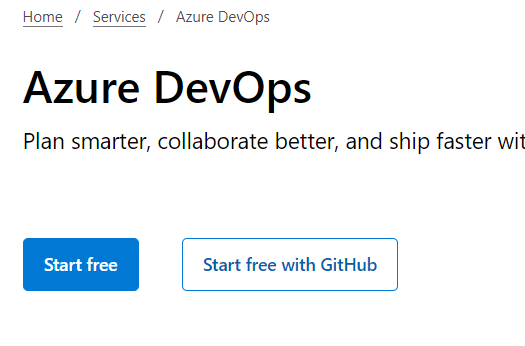 Home / Services / Azure DevOps
Azure DevOps
Plan smarter, collaborate better, and ship faster wit
Start free
Start free with GitHub